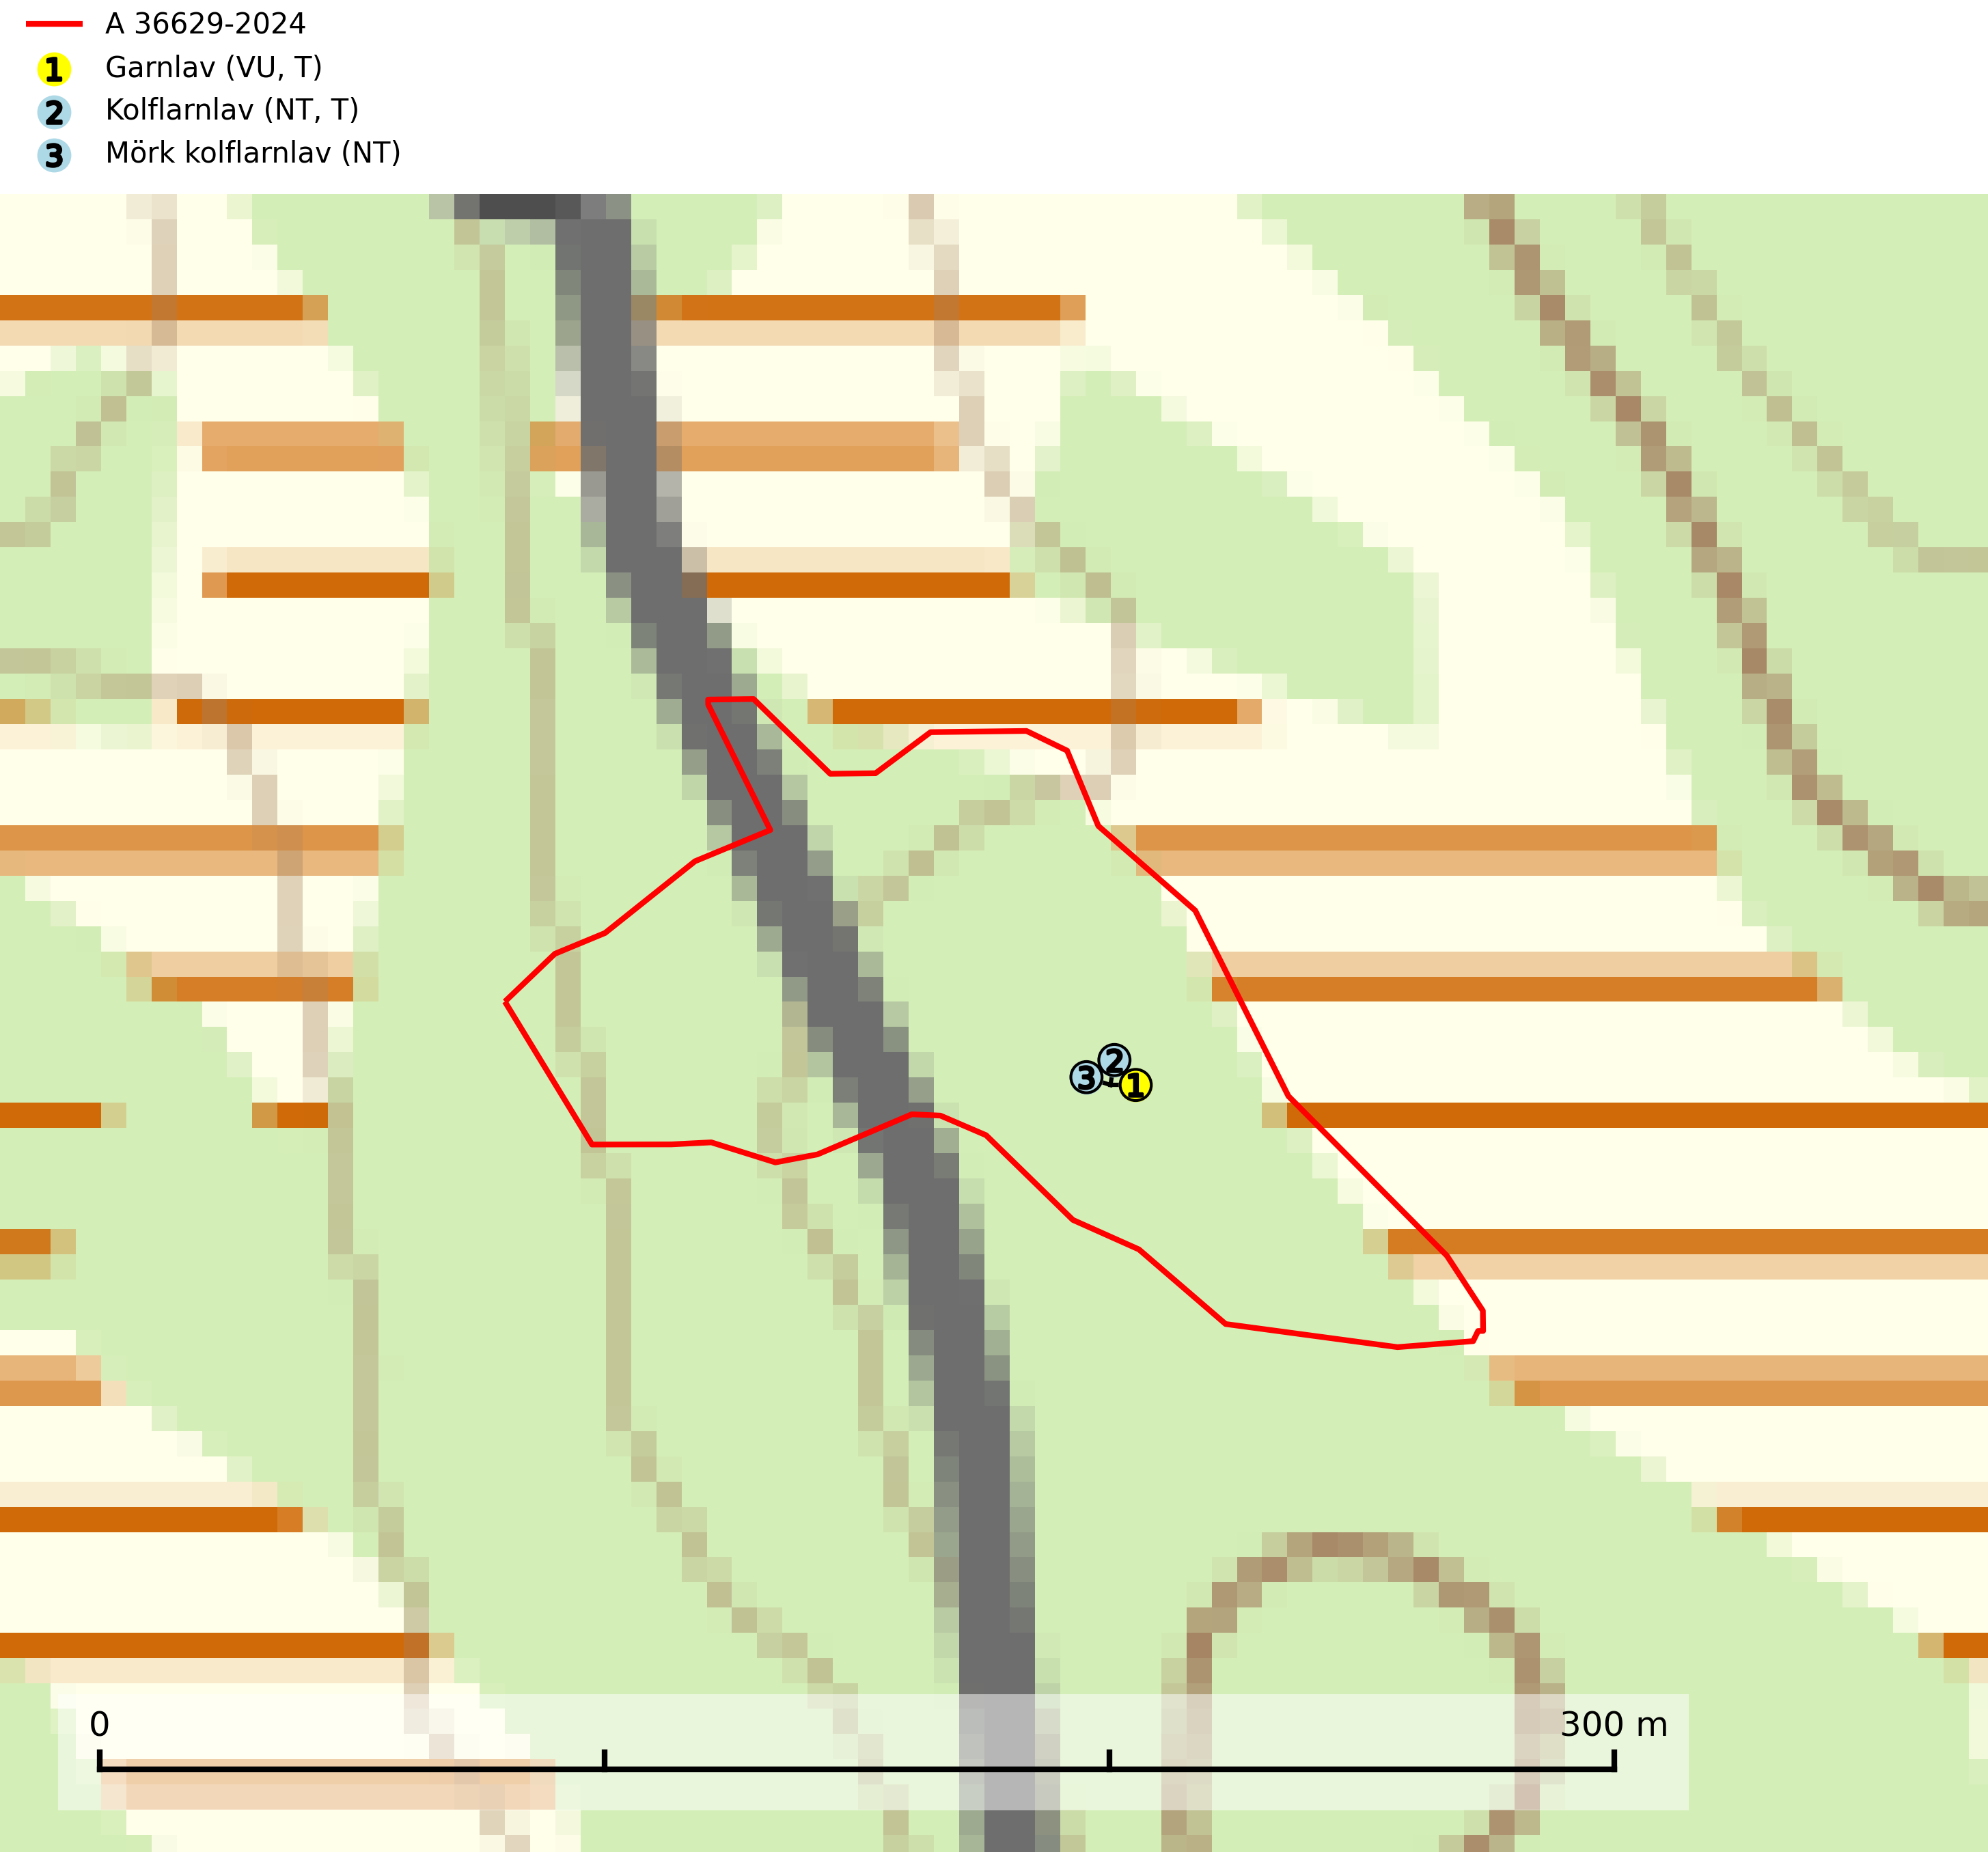 A 36629-2024
1 Garnlav (VU, T)
2 Kolflarnlav (NT, T)
3 Mörk kolflarnlav (NT)
2
3 1
0 300 m